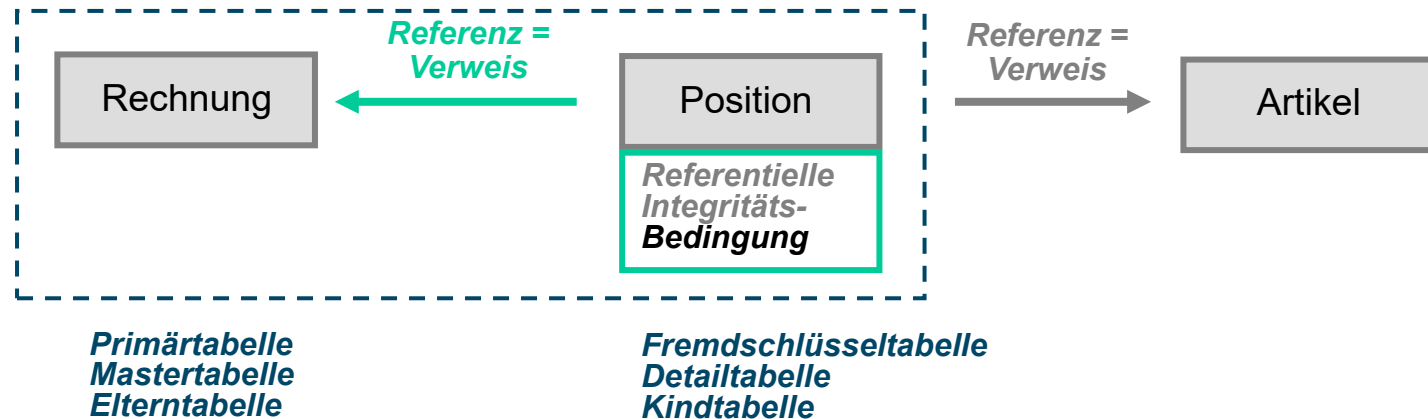 Referenz =
Verweis
Referenz =
Verweis
Rechnung
Position
Artikel
Referentielle
Integritäts-
Bedingung
Primärtabelle
Mastertabelle
Elterntabelle
Fremdschlüsseltabelle
Detailtabelle
Kindtabelle